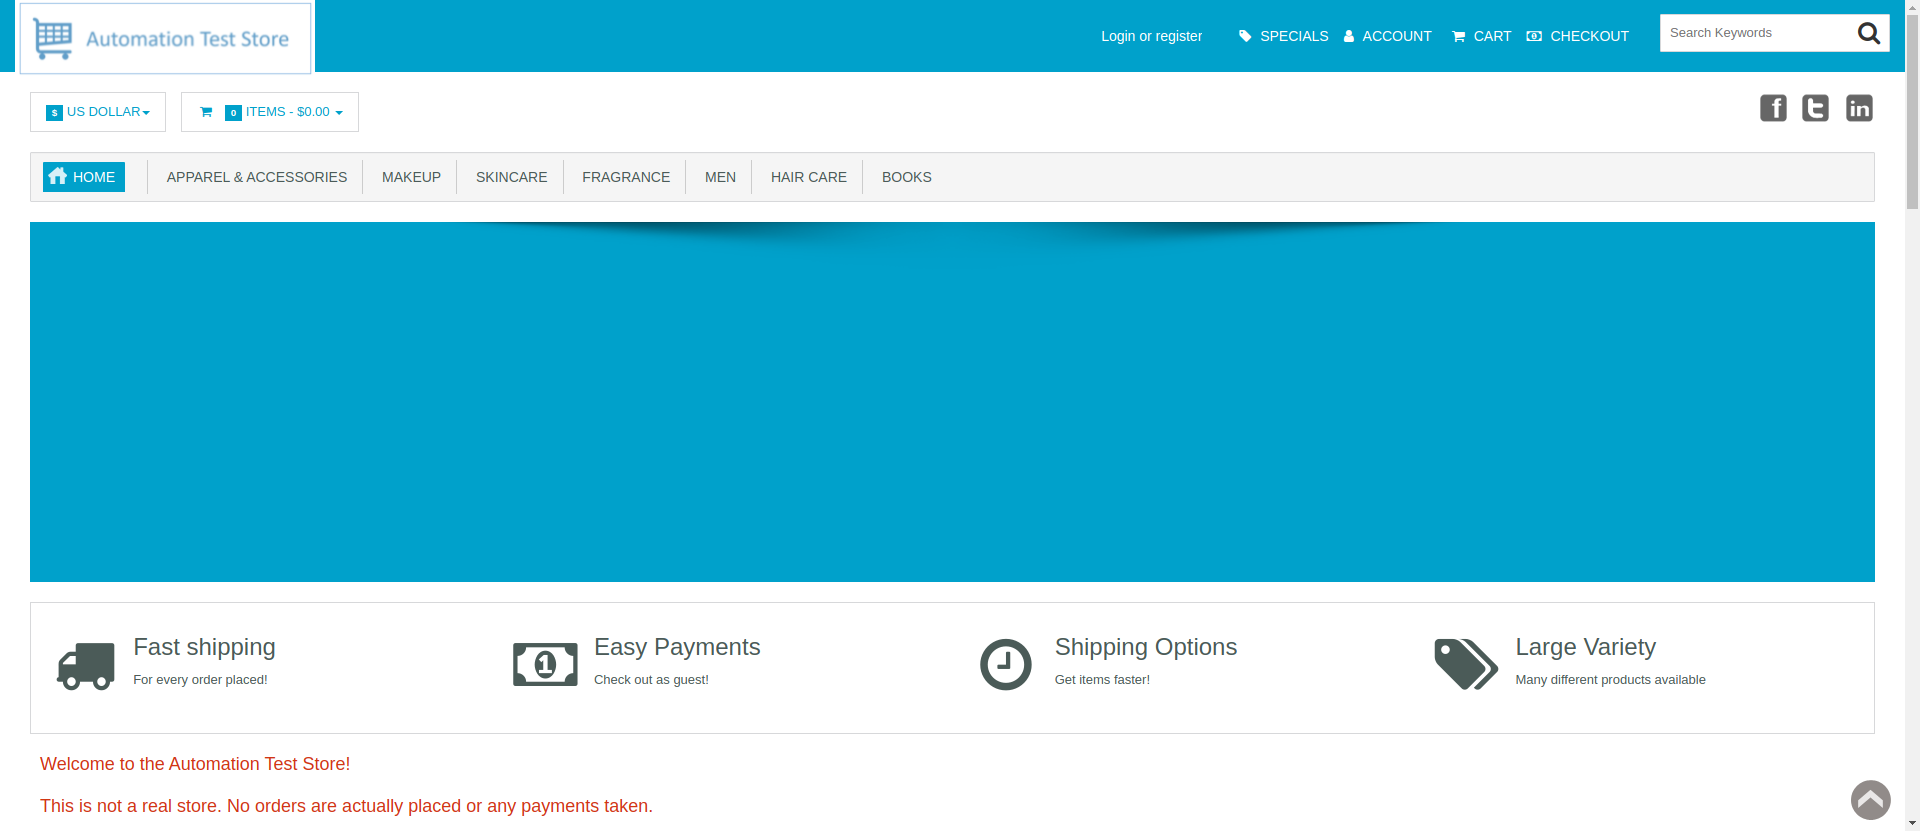 Automation Test Store
Login or register
SPECIALS
ACCOUNT
CART
CHECKOUT
Search Keywords
$ US DOLLAR
0 ITEMS - $0.00
HOME
APPAREL & ACCESSORIES
MAKEUP
SKINCARE
FRAGRANCE
MEN
HAIR CARE
BOOKS
Fast shipping
For every order placed!
Easy Payments
Check out as guest!
Shipping Options
Get items faster!
Large Variety
Many different products available
Welcome to the Automation Test Store!
This is not a real store. No orders are actually placed or any payments taken.